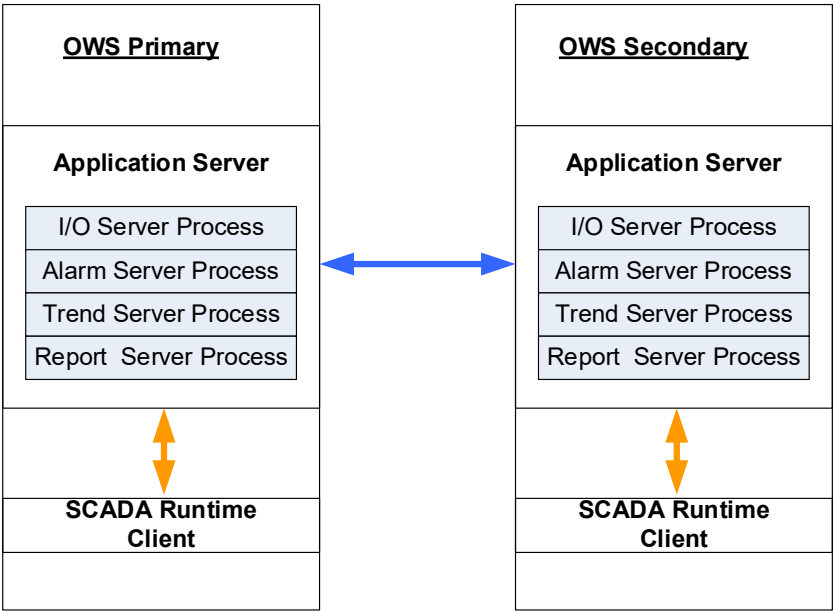 OWS Primary
Application Server
I/O Server Process
Alarm Server Process
Trend Server Process
Report  Server Process
SCADA Runtime
Client
OWS Secondary
Application Server
I/O Server Process
Alarm Server Process
Trend Server Process
Report  Server Process
SCADA Runtime
Client